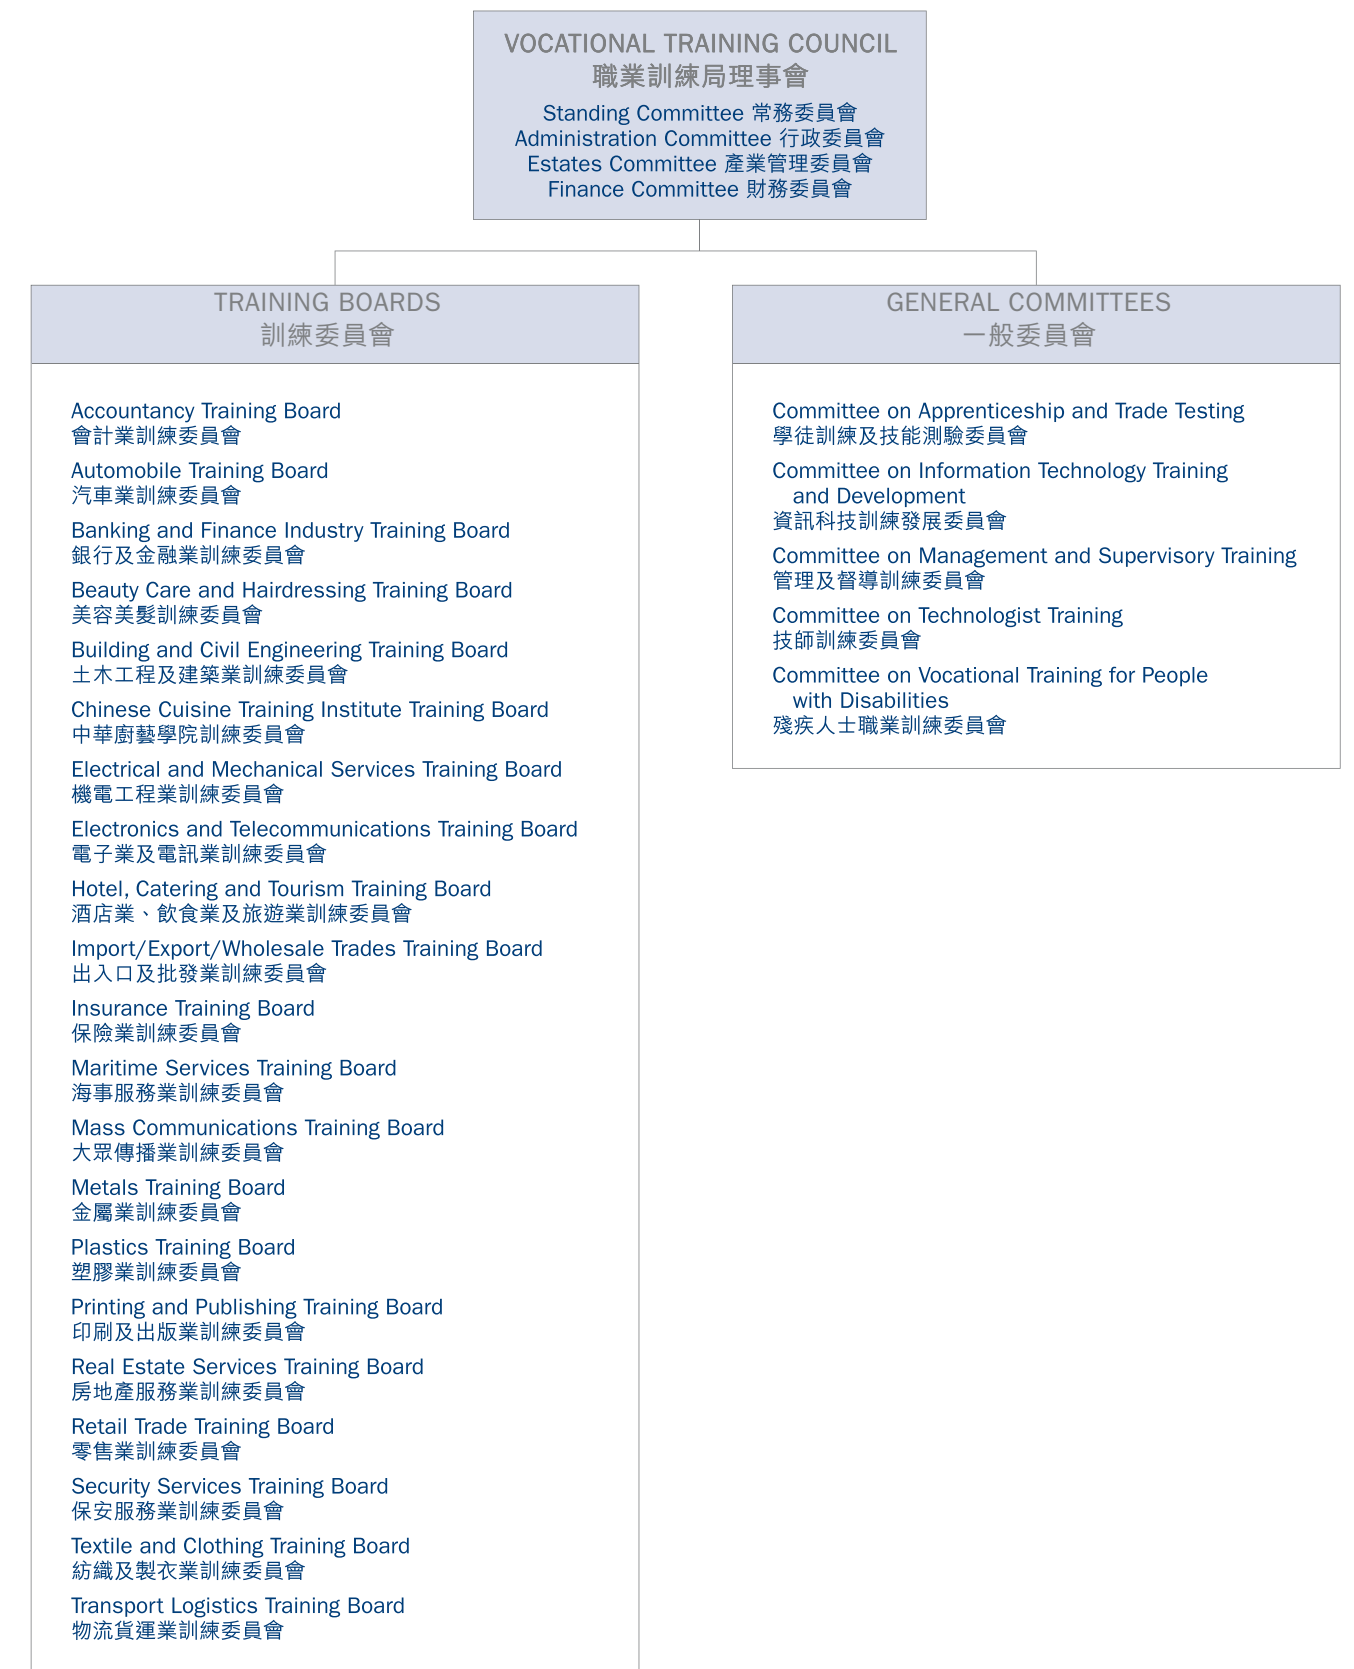 VOCATIONAL TRAINING COUNCIL
職業訓練局理事會
Standing Committee 常務委員會
Administration Committee 行政委員會
Estates Committee 產業管理委員會
Finance Committee 財務委員會
TRAINING BOARDS
訓練委員會
Accountancy Training Board
會計業訓練委員會
Automobile Training Board
汽車業訓練委員會
Banking and Finance Industry Training Board
銀行及金融業訓練委員會
Beauty Care and Hairdressing Training Board
美容美髮訓練委員會
Building and Civil Engineering Training Board
土木工程及建築業訓練委員會
Chinese Cuisine Training Institute Training Board
中華廚藝學院訓練委員會
Electrical and Mechanical Services Training Board
機電工程業訓練委員會
Electronics and Telecommunications Training Board
電子業及電訊業訓練委員會
Hotel, Catering and Tourism Training Board
酒店業、飲食業及旅遊業訓練委員會
Import/Export/Wholesale Trades Training Board
出入口及批發業訓練委員會
Insurance Training Board
保險業訓練委員會
Maritime Services Training Board
海事服務業訓練委員會
Mass Communications Training Board
大眾傳播業訓練委員會
Metals Training Board
金屬業訓練委員會
Plastics Training Board
塑膠業訓練委員會
Printing and Publishing Training Board
印刷及出版業訓練委員會
Real Estate Services Training Board
房地產服務業訓練委員會
Retail Trade Training Board
零售業訓練委員會
Security Services Training Board
保安服務業訓練委員會
Textile and Clothing Training Board
紡織及製衣業訓練委員會
Transport Logistics Training Board
物流貨運業訓練委員會
GENERAL COMMITTEES
一般委員會
Committee on Apprenticeship and Trade Testing
學徒訓練及技能測驗委員會
Committee on Information Technology Training
and Development
資訊科技訓練發展委員會
Committee on Management and Supervisory Training
管理及督導訓練委員會
Committee on Technologist Training
技師訓練委員會
Committee on Vocational Training for People
with Disabilities
殘疾人士職業訓練委員會